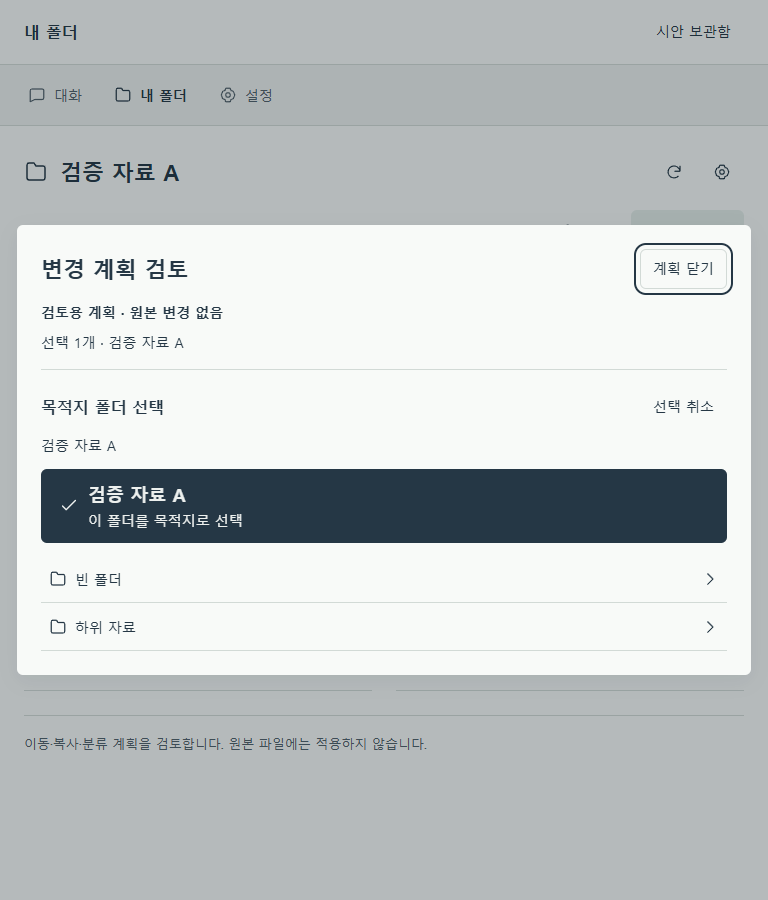 내 폴더
시안 보관함
대화
내 폴더
설정
검증 자료 A
변경 계획 검토
계획 닫기
검토용 계획 · 원본 변경 없음
선택 1개 · 검증 자료 A
목적지 폴더 선택
선택 취소
검증 자료 A
검증 자료 A
이 폴더를 목적지로 선택
빈 폴더
하위 자료
이동·복사·분류 계획을 검토합니다. 원본 파일에는 적용하지 않습니다.